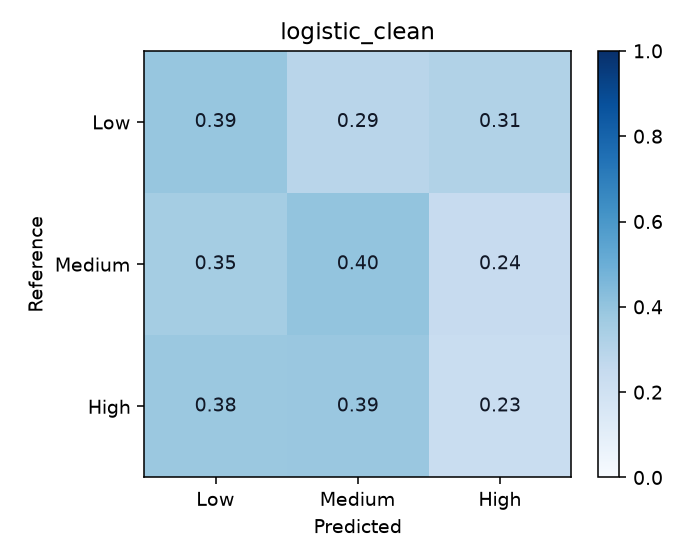 logistic_clean
1.0
Low 0.39 0.29 0.31
0.8
0.6
Reference
Medium 0.35 0.40 0.24
0.4
High 0.38 0.39 0.23
0.2
0.0
Low Medium High
Predicted